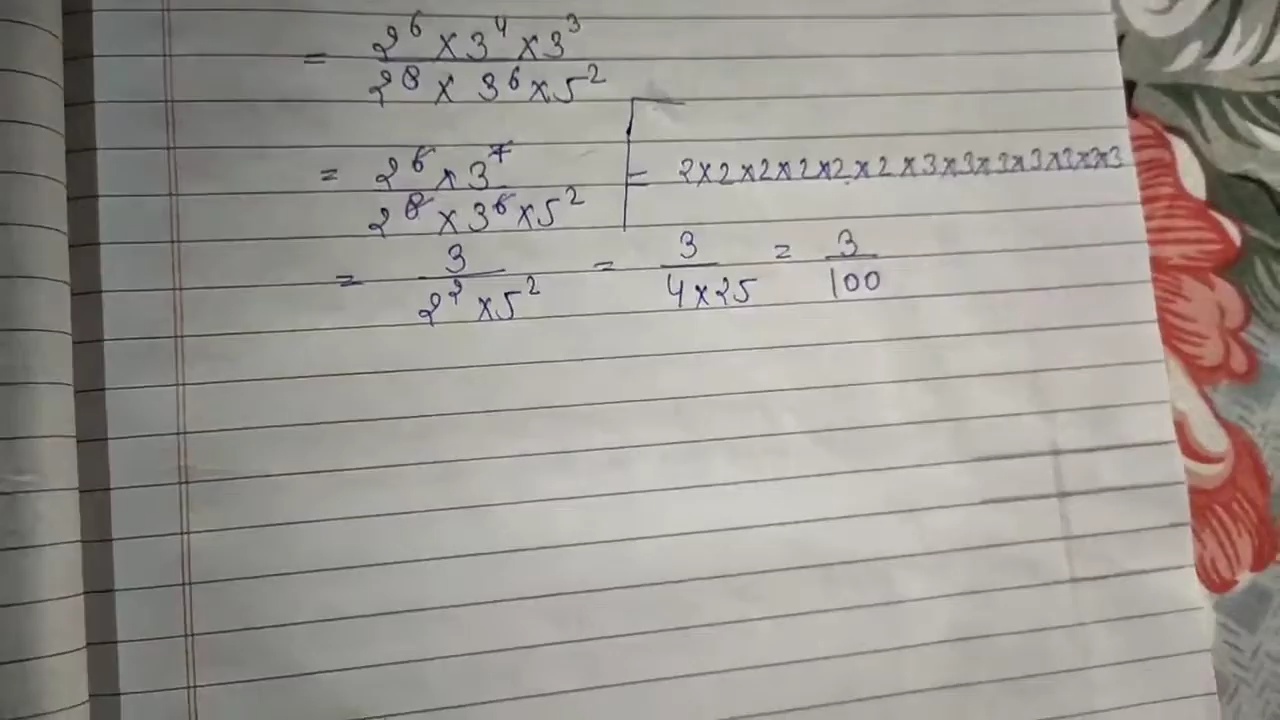 = 2⁶ × 3⁴ × 3³
2⁸ × 3⁶ × 5²
= 2⁶ × 3⁷
2⁸ × 3⁶ × 5²
= 2×2×2×2×2×2×3×3×3×3×3×3×3
= 3 = 3 = 3
2² × 5² 4×25 100